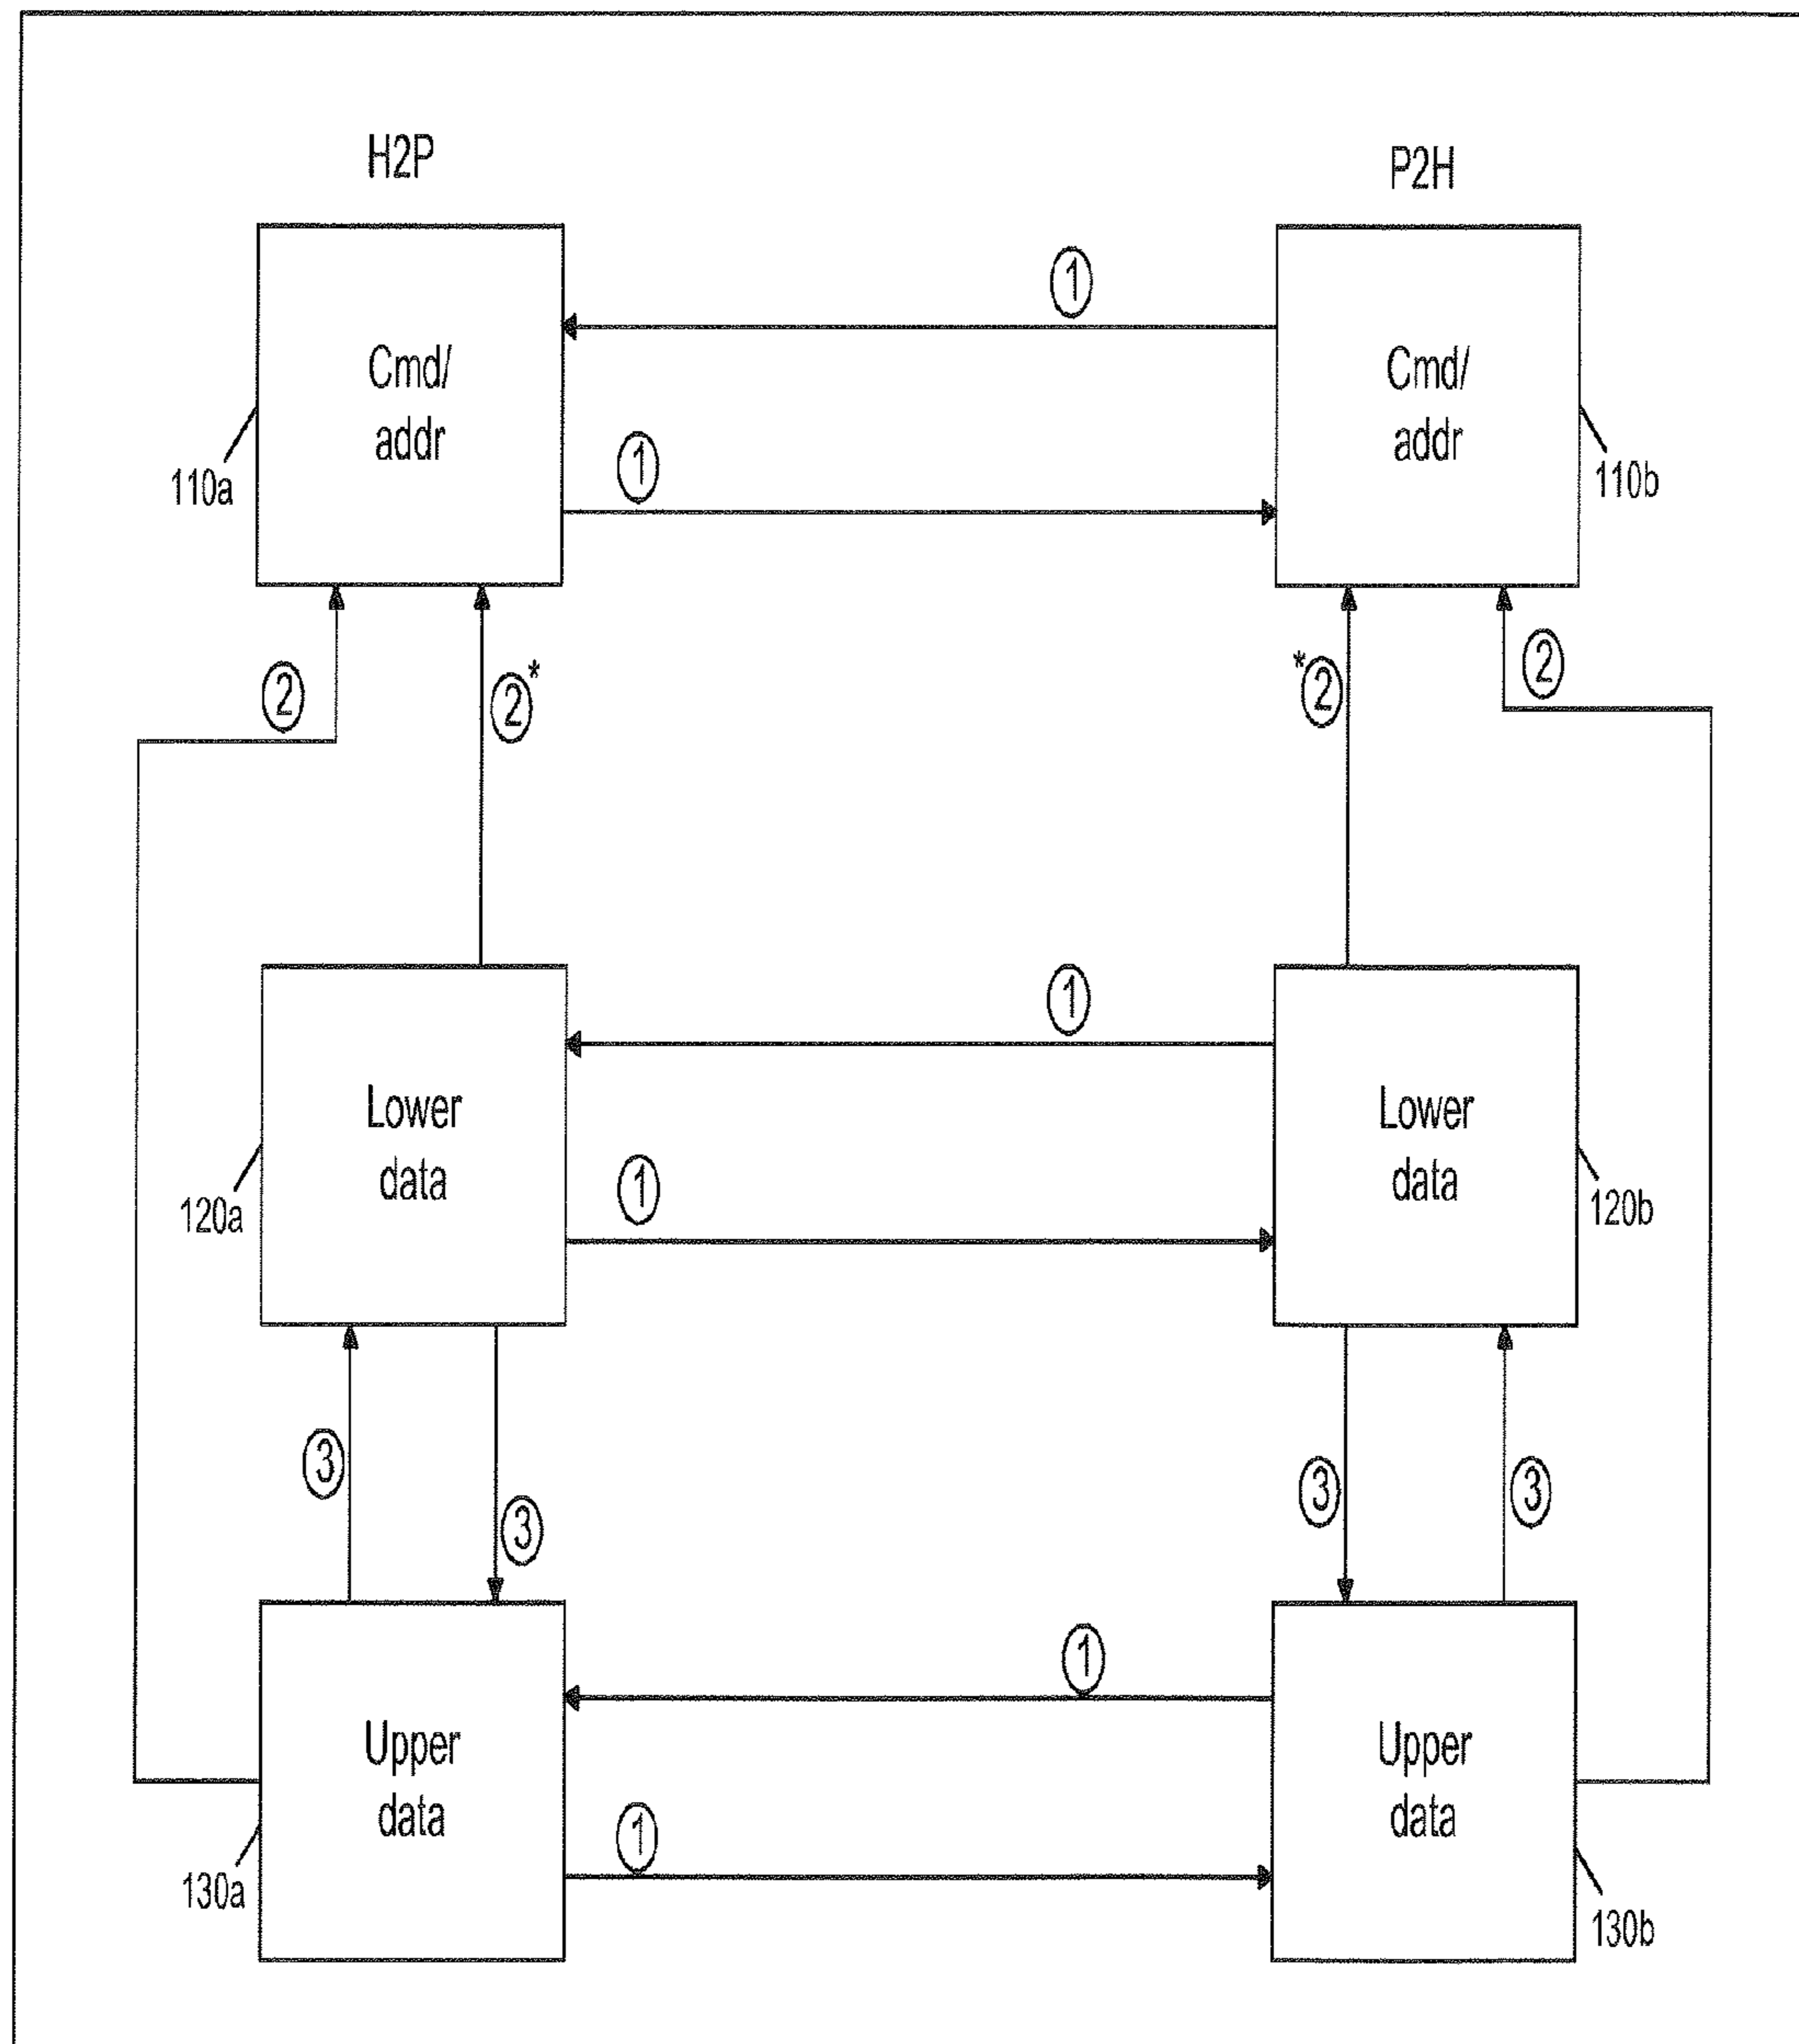 H2P
P2H
①
Cmd/
addr
Cmd/
addr
110a
①
110b
②
②*
*②
②
①
Lower
data
Lower
data
120a
①
120b
③
③
③
③
①
Upper
data
Upper
data
130a
①
130b